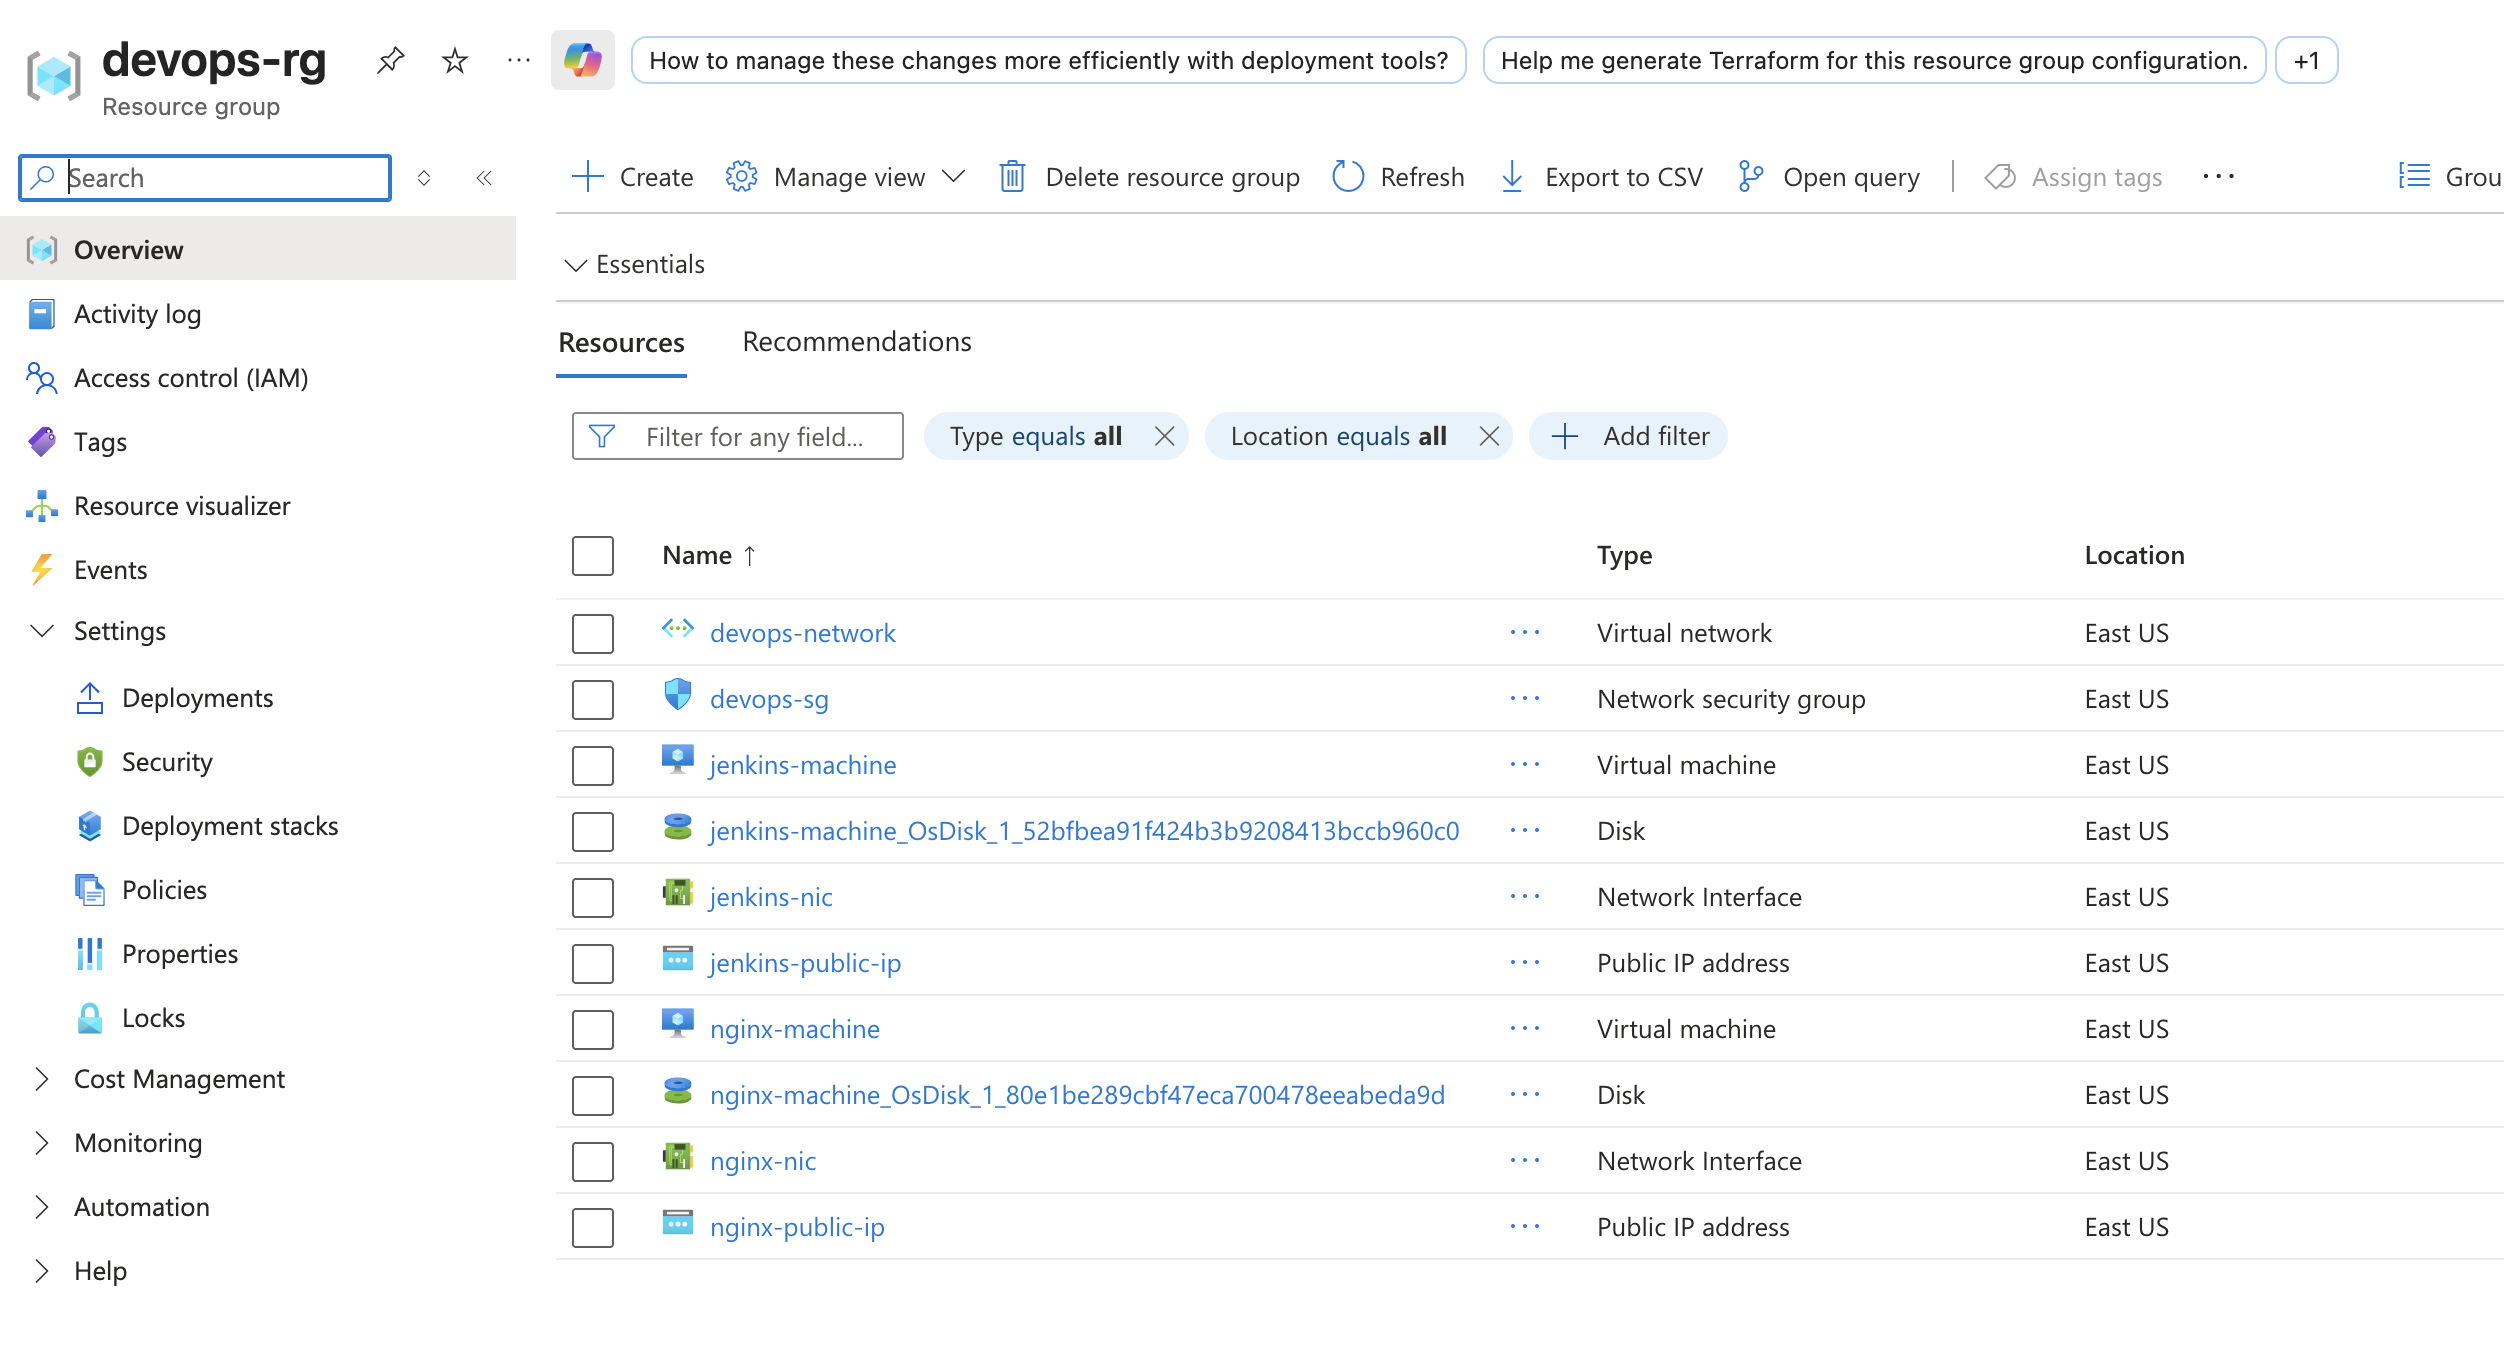 devops-rg
Resource group
How to manage these changes more efficiently with deployment tools?
Help me generate Terraform for this resource group configuration.
+1
Search
Create
Manage view
Delete resource group
Refresh
Export to CSV
Open query
Assign tags
Grou
Overview
Activity log
Access control (IAM)
Tags
Resource visualizer
Events
Settings
Deployments
Security
Deployment stacks
Policies
Properties
Locks
Cost Management
Monitoring
Automation
Help
Essentials
Resources Recommendations
Filter for any field...
Type equals all
Location equals all
Add filter
Name ↑ Type Location
devops-network ··· Virtual network East US
devops-sg ··· Network security group East US
jenkins-machine ··· Virtual machine East US
jenkins-machine_OsDisk_1_52bfbea91f424b3b9208413bccb960c0 ··· Disk East US
jenkins-nic ··· Network Interface East US
jenkins-public-ip ··· Public IP address East US
nginx-machine ··· Virtual machine East US
nginx-machine_OsDisk_1_80e1be289cbf47eca700478eeabeda9d ··· Disk East US
nginx-nic ··· Network Interface East US
nginx-public-ip ··· Public IP address East US